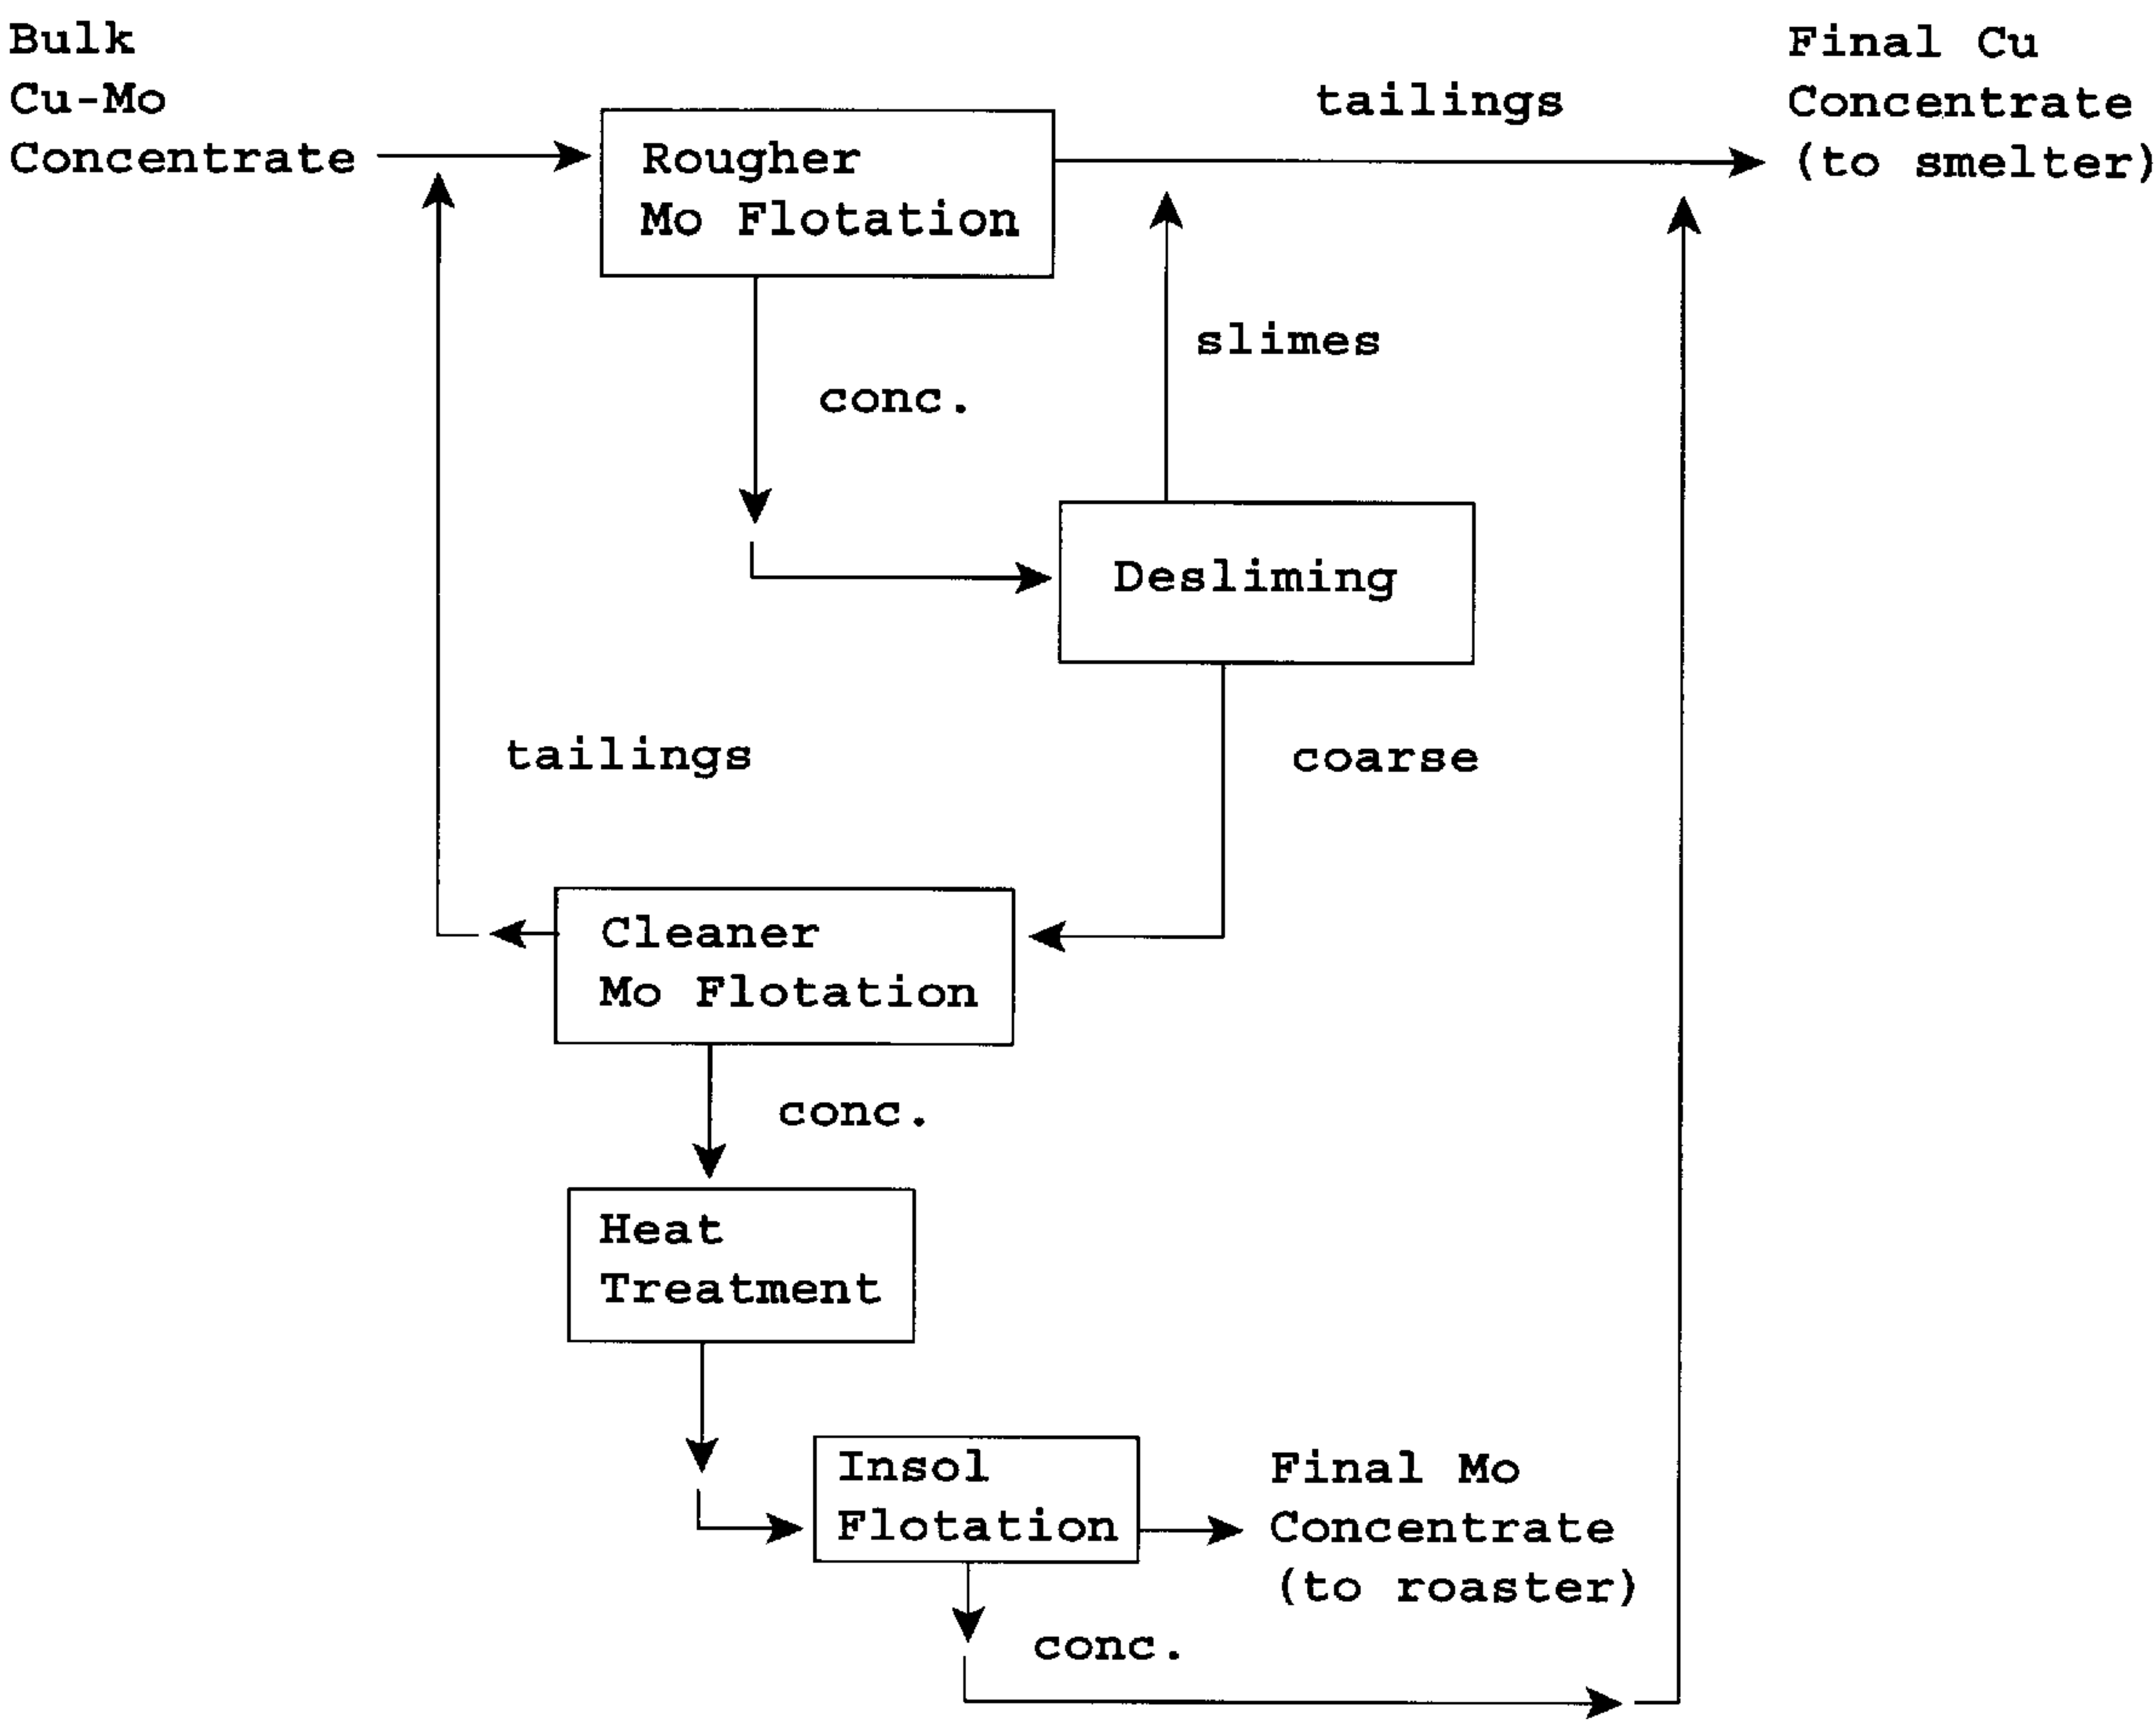 Bulk
Cu-Mo
Concentrate
Rougher
Mo Flotation
tailings
Final Cu
Concentrate
(to smelter)
slimes
conc.
Desliming
tailings
coarse
Cleaner
Mo Flotation
conc.
Heat
Treatment
Insol
Flotation
Final Mo
Concentrate
(to roaster)
conc.